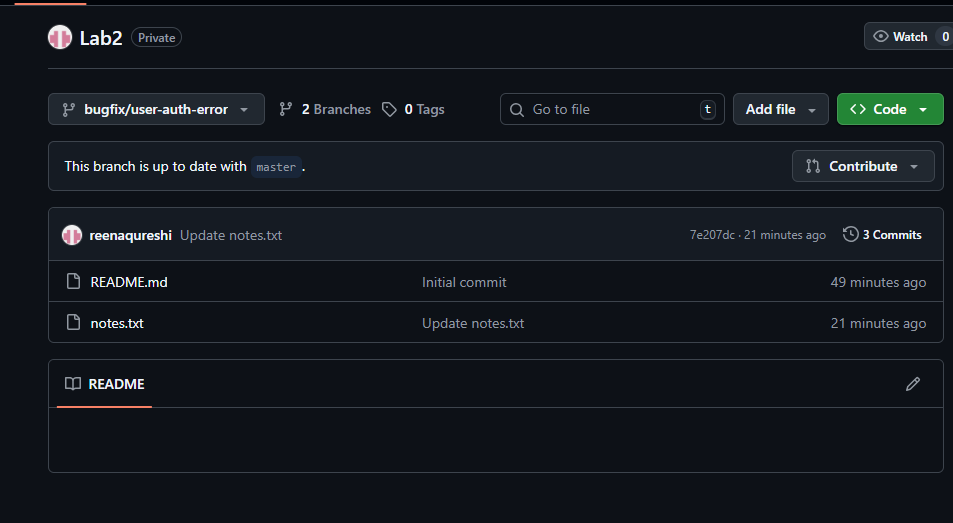 Lab2 Private Watch 0
bugfix/user-auth-error 2 Branches 0 Tags Go to file t Add file Code
This branch is up to date with master. Contribute
reenaqureshi Update notes.txt 7e207dc · 21 minutes ago 3 Commits
README.md Initial commit 49 minutes ago
notes.txt Update notes.txt 21 minutes ago
README